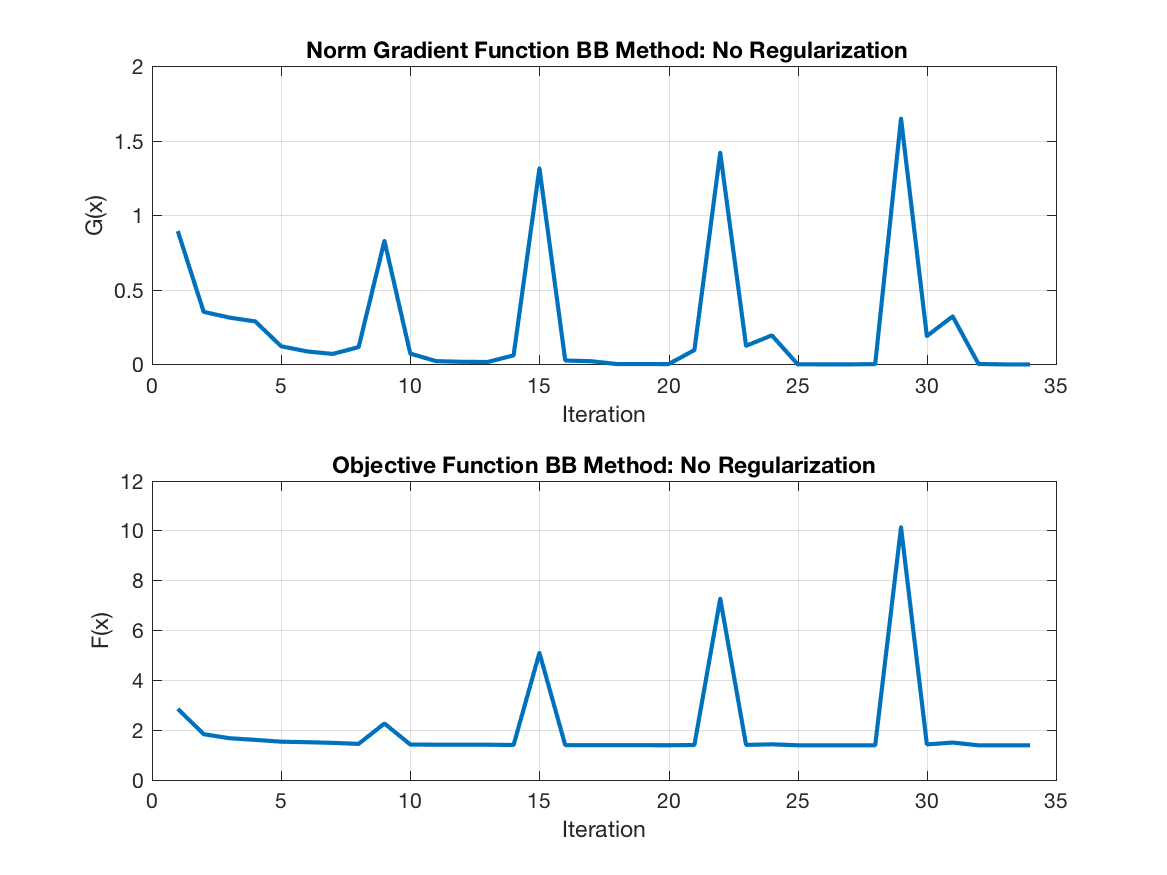 Norm Gradient Function BB Method: No Regularization
2
1.5
1
0.5
0
G(x)
0 5 10 15 20 25 30 35
Iteration
Objective Function BB Method: No Regularization
12
10
8
6
4
2
0
F(x)
0 5 10 15 20 25 30 35
Iteration